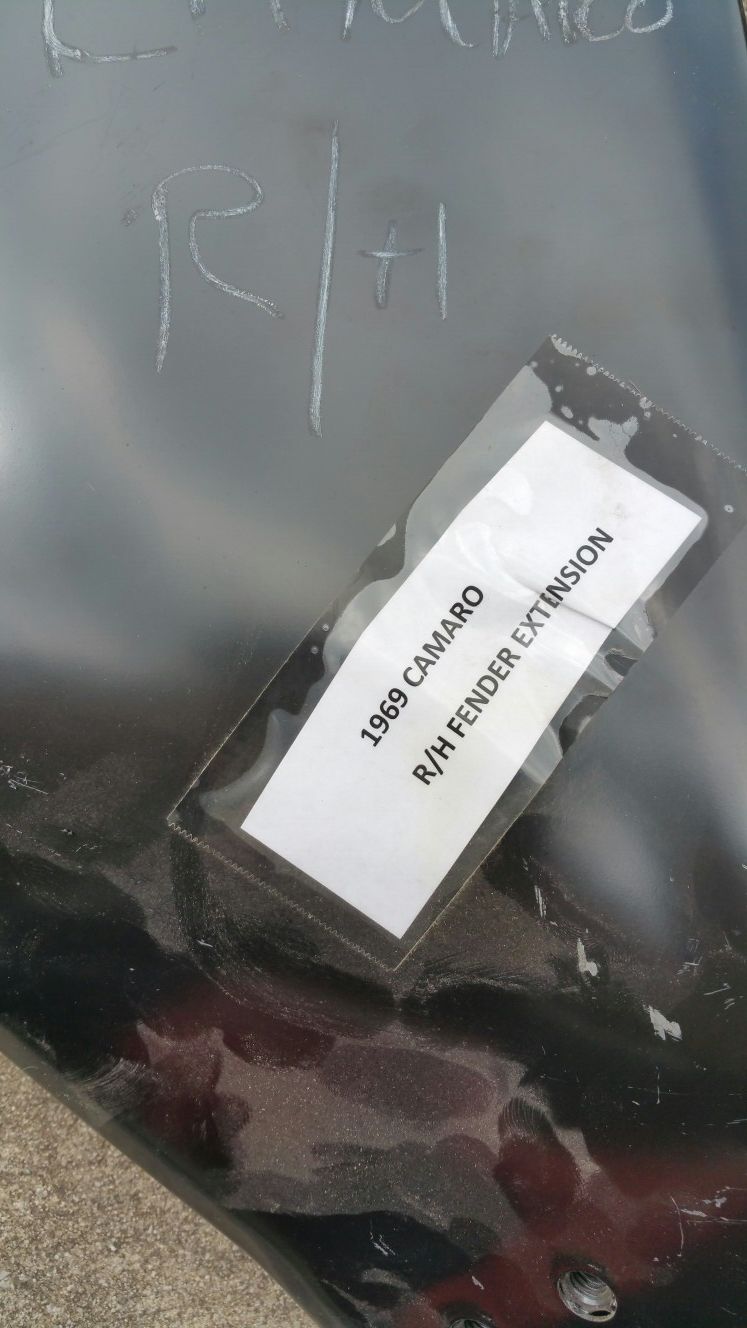 R/H
1969 CAMARO
R/H FENDER EXTENSION